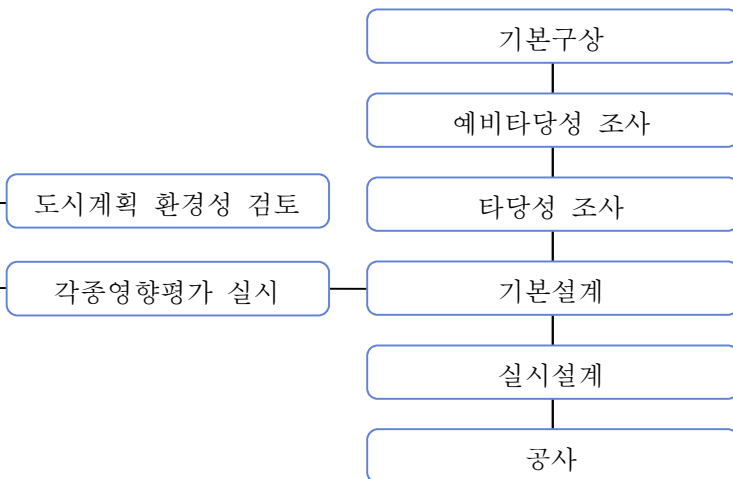 기본구상
예비타당성 조사
도시계획 환경성 검토
타당성 조사
각종영향평가 실시
기본설계
실시설계
공사